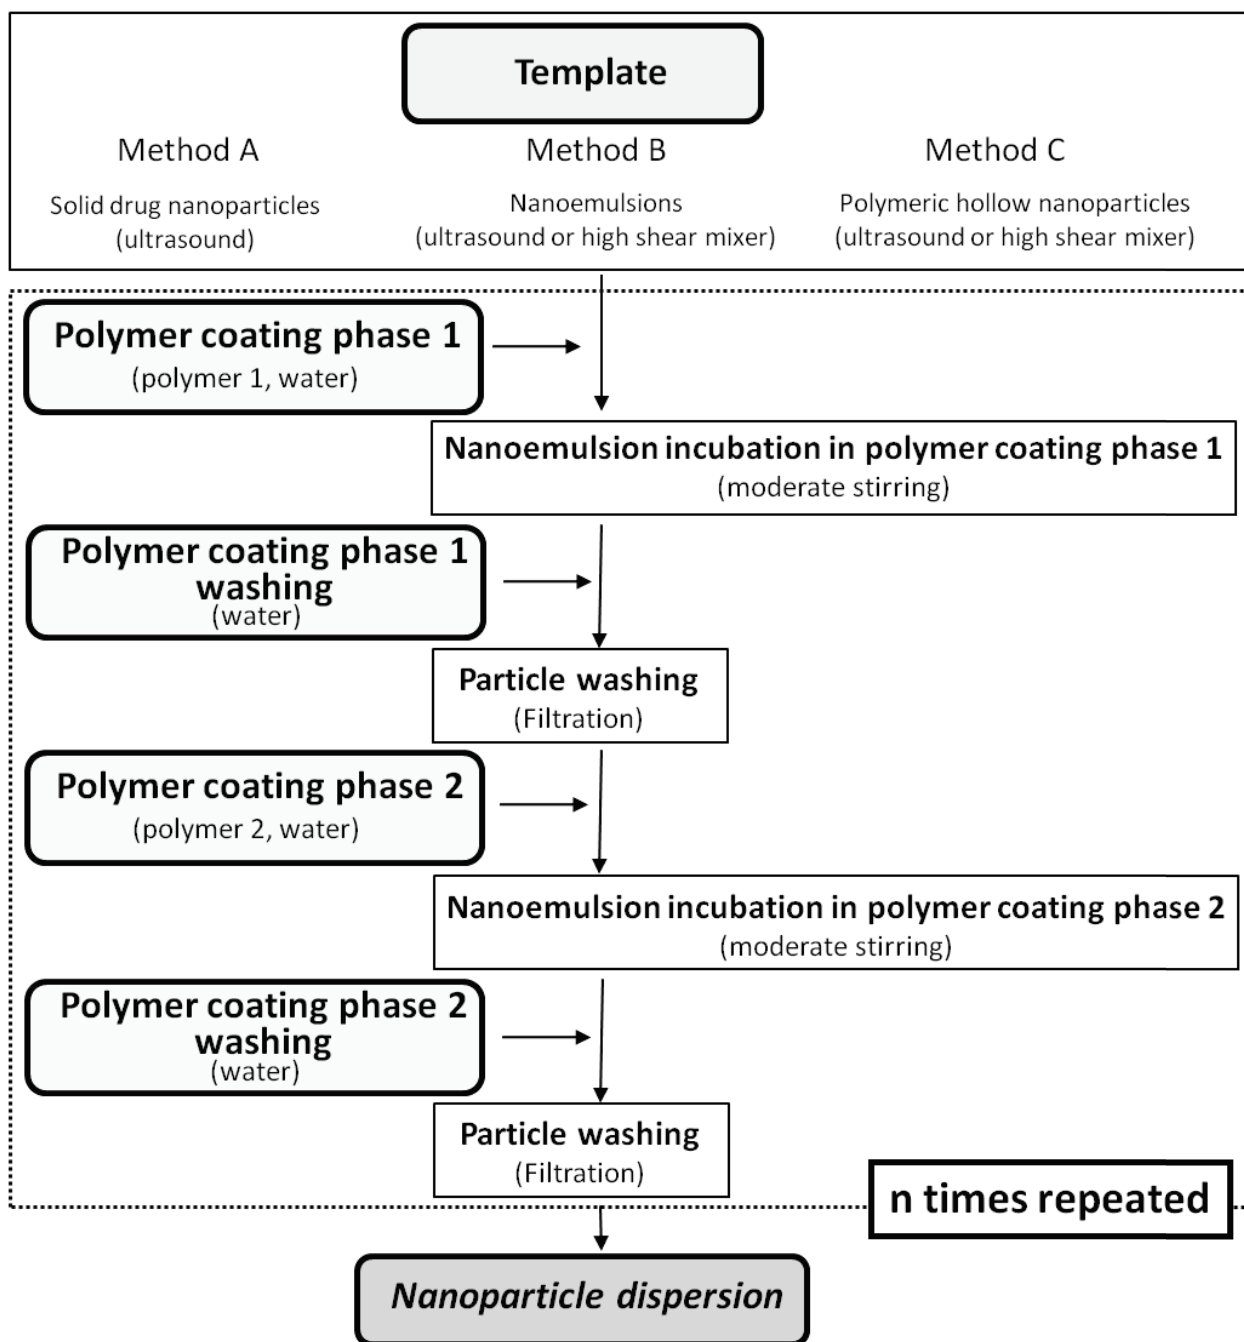 Template
Method A
Method B
Method C
Solid drug nanoparticles
(ultrasound)
Nanoemulsions
(ultrasound or high shear mixer)
Polymeric hollow nanoparticles
(ultrasound or high shear mixer)
Polymer coating phase 1
(polymer 1, water)
Nanoemulsion incubation in polymer coating phase 1
(moderate stirring)
Polymer coating phase 1
washing
(water)
Particle washing
(Filtration)
Polymer coating phase 2
(polymer 2, water)
Nanoemulsion incubation in polymer coating phase 2
(moderate stirring)
Polymer coating phase 2
washing
(water)
Particle washing
(Filtration)
n times repeated
Nanoparticle dispersion